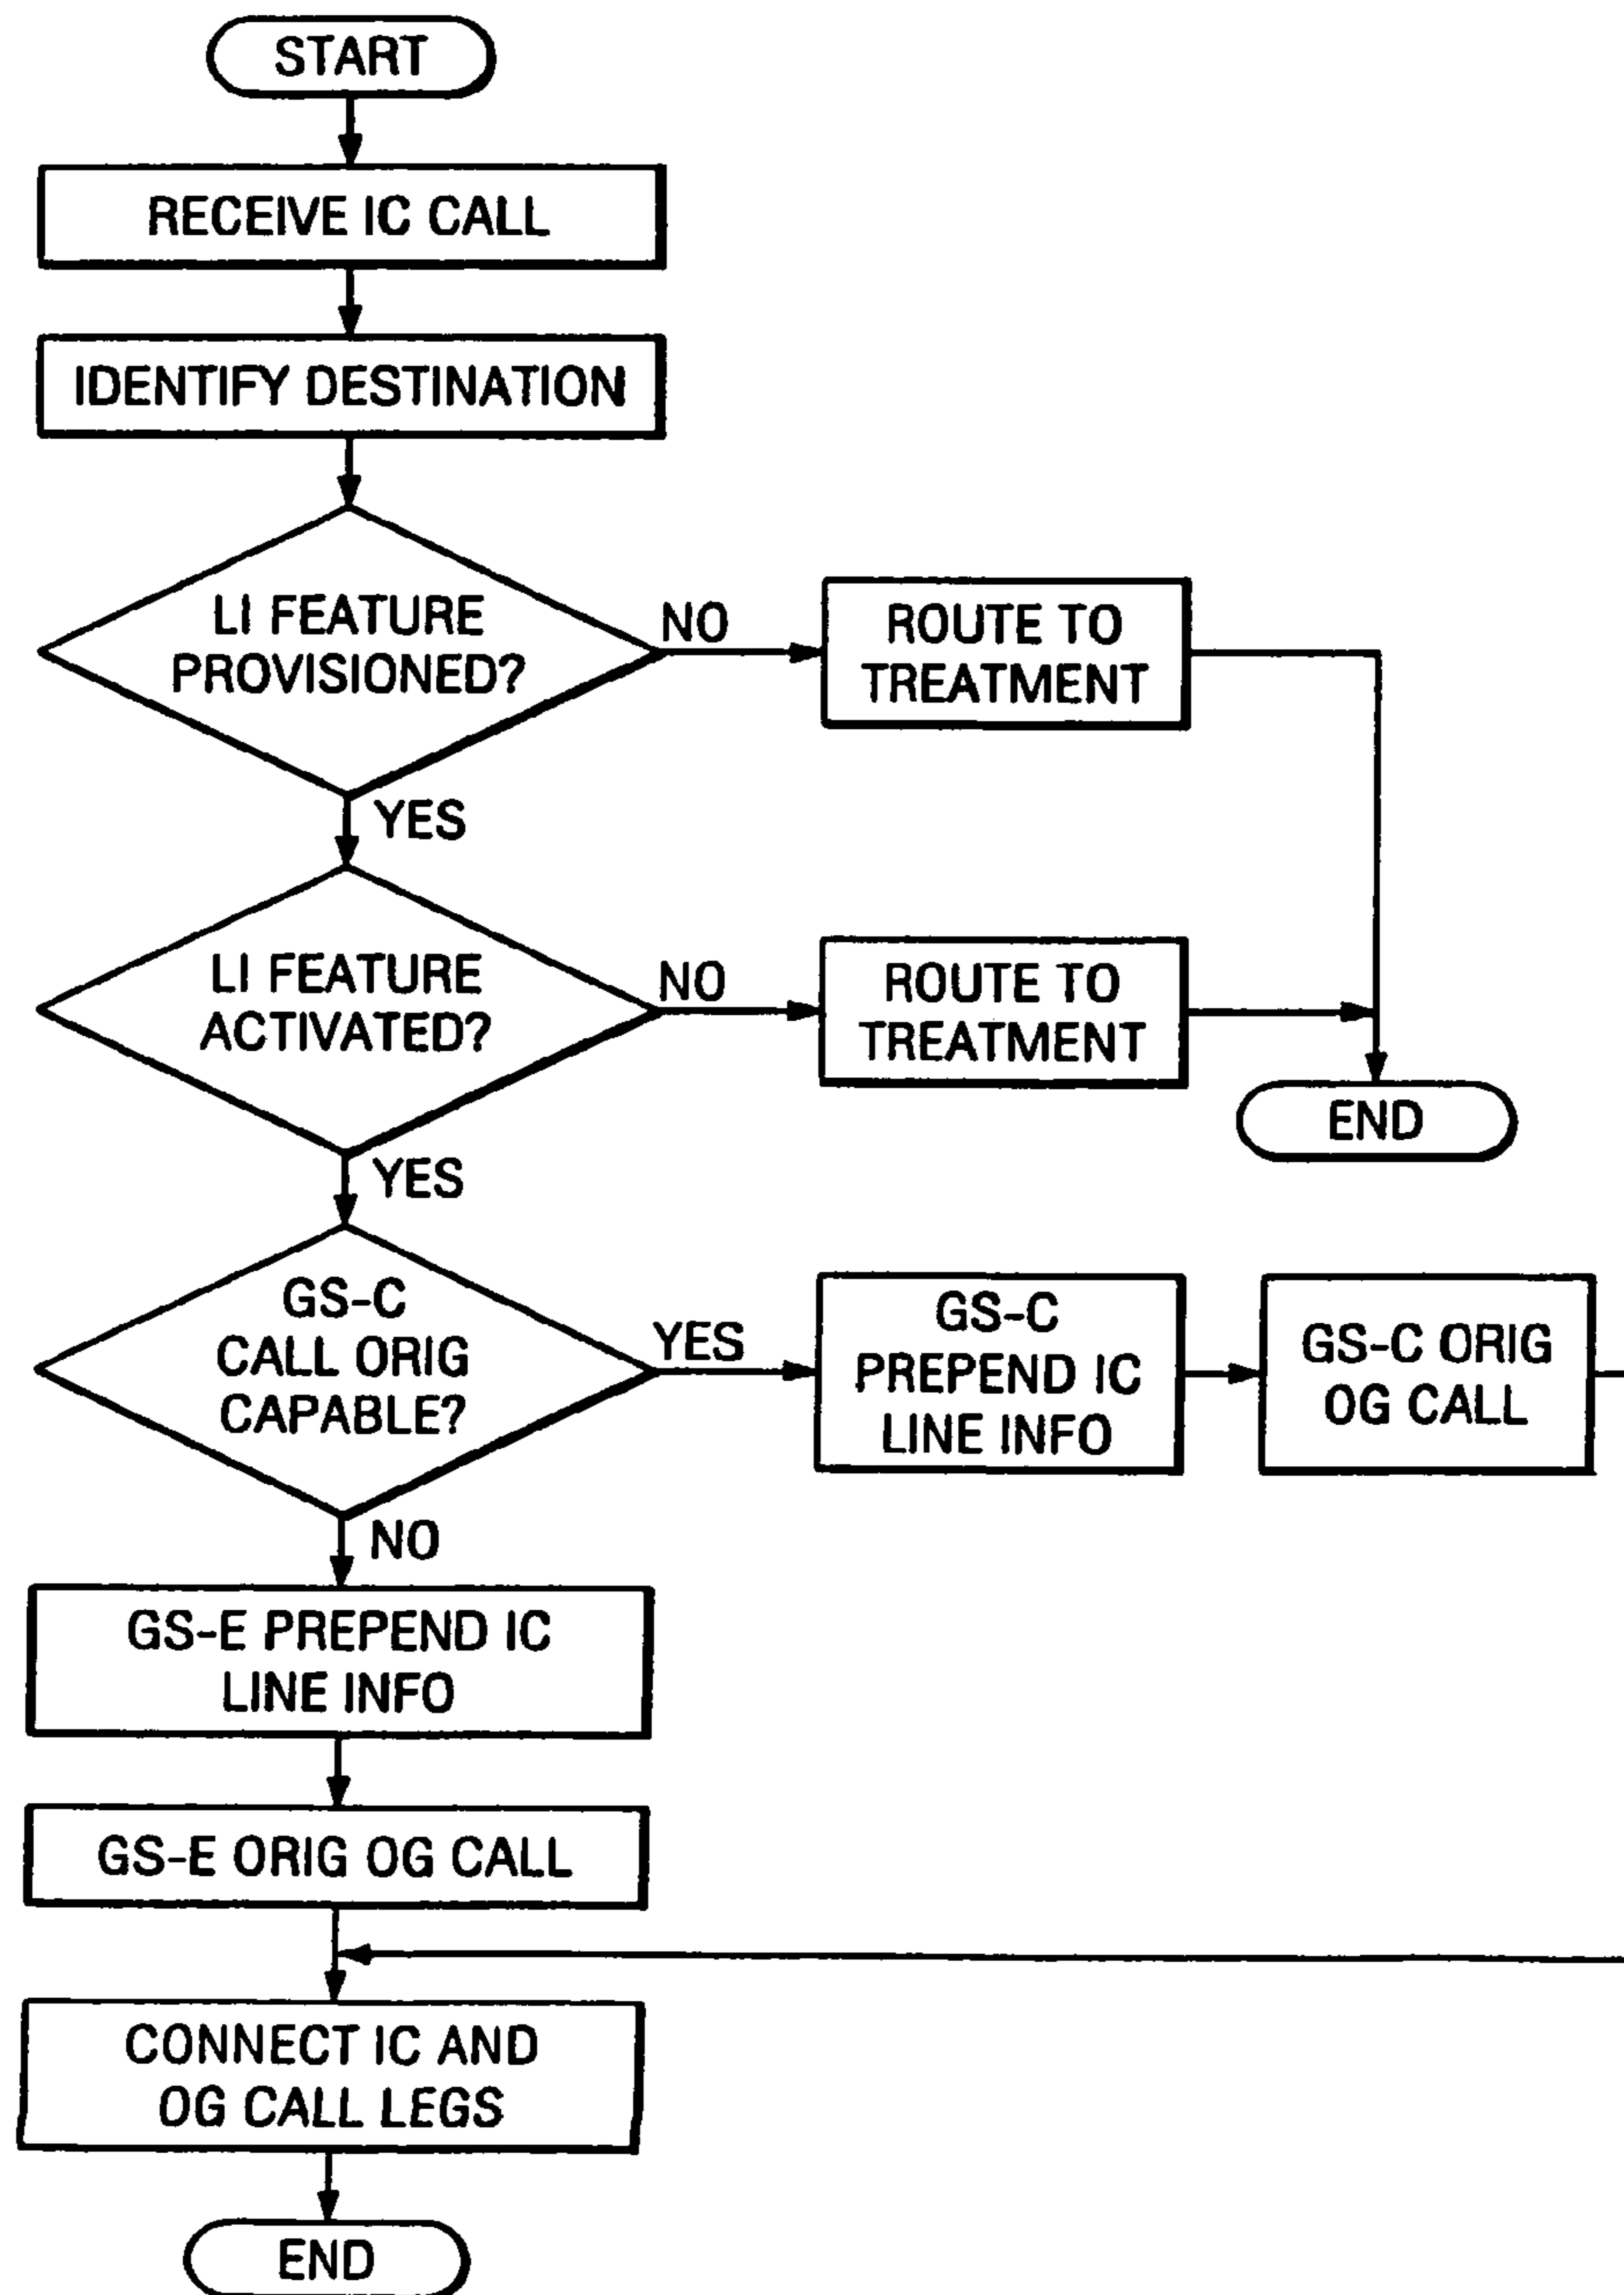 START
RECEIVE IC CALL
IDENTIFY DESTINATION
LI FEATURE
PROVISIONED?
NO
ROUTE TO
TREATMENT
YES
LI FEATURE
ACTIVATED?
NO
ROUTE TO
TREATMENT
END
YES
GS-C
CALL ORIG
CAPABLE?
YES
GS-C
PREPEND IC
LINE INFO
GS-C ORIG
OG CALL
NO
GS-E PREPEND IC
LINE INFO
GS-E ORIG OG CALL
CONNECT IC AND
OG CALL LEGS
END